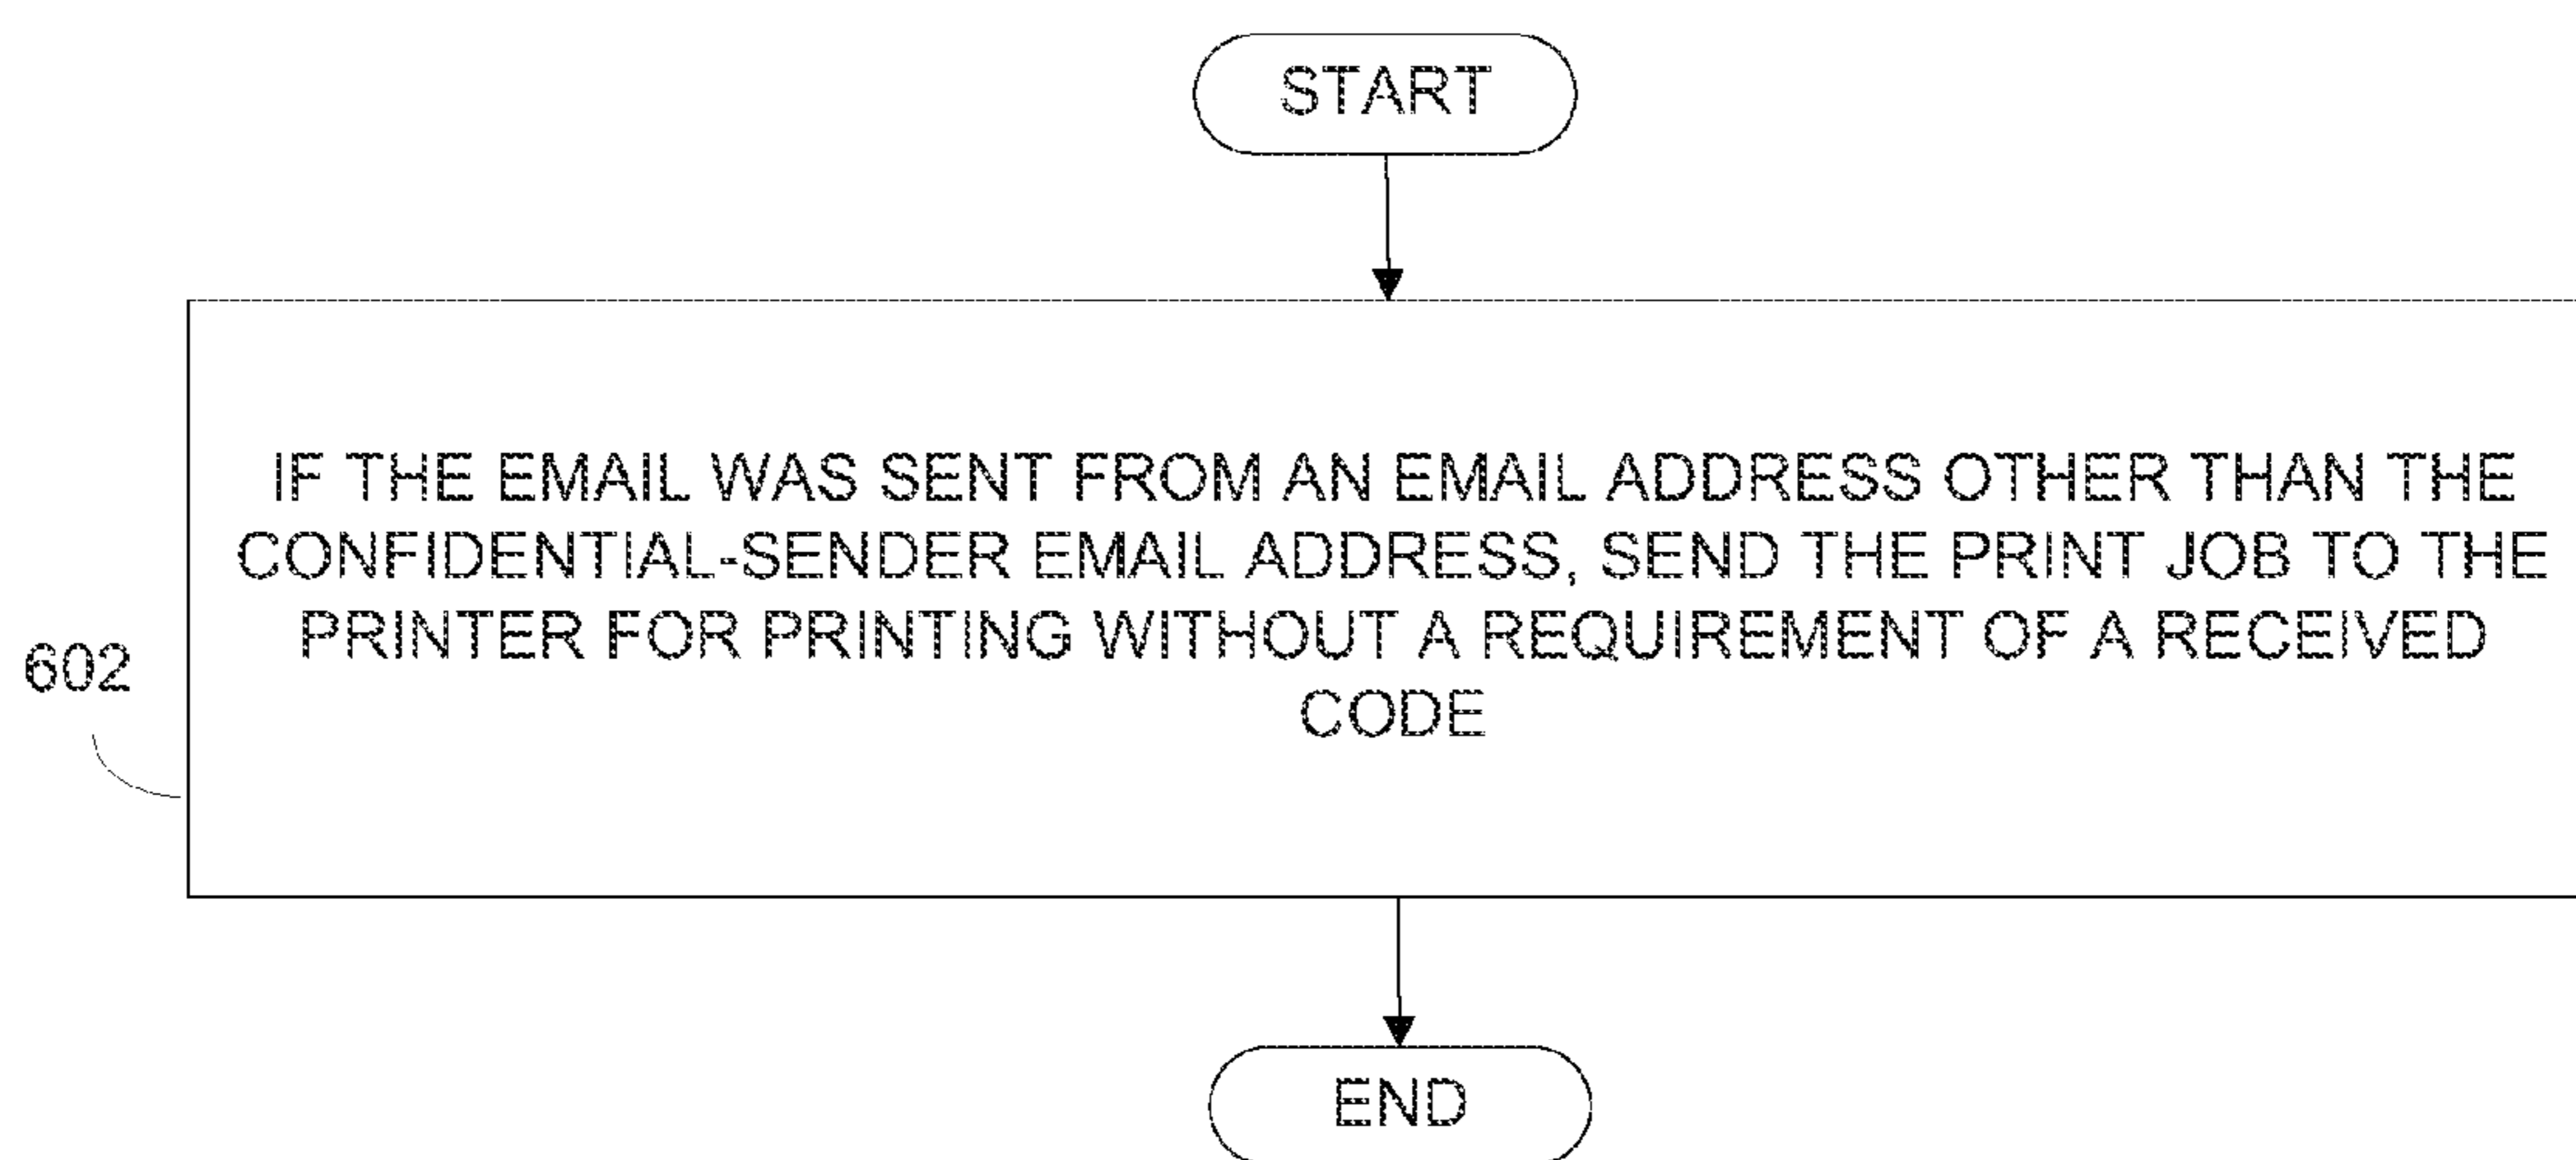 START
IF THE EMAIL WAS SENT FROM AN EMAIL ADDRESS OTHER THAN THE
CONFIDENTIAL-SENDER EMAIL ADDRESS, SEND THE PRINT JOB TO THE
PRINTER FOR PRINTING WITHOUT A REQUIREMENT OF A RECEIVED
CODE
602
END